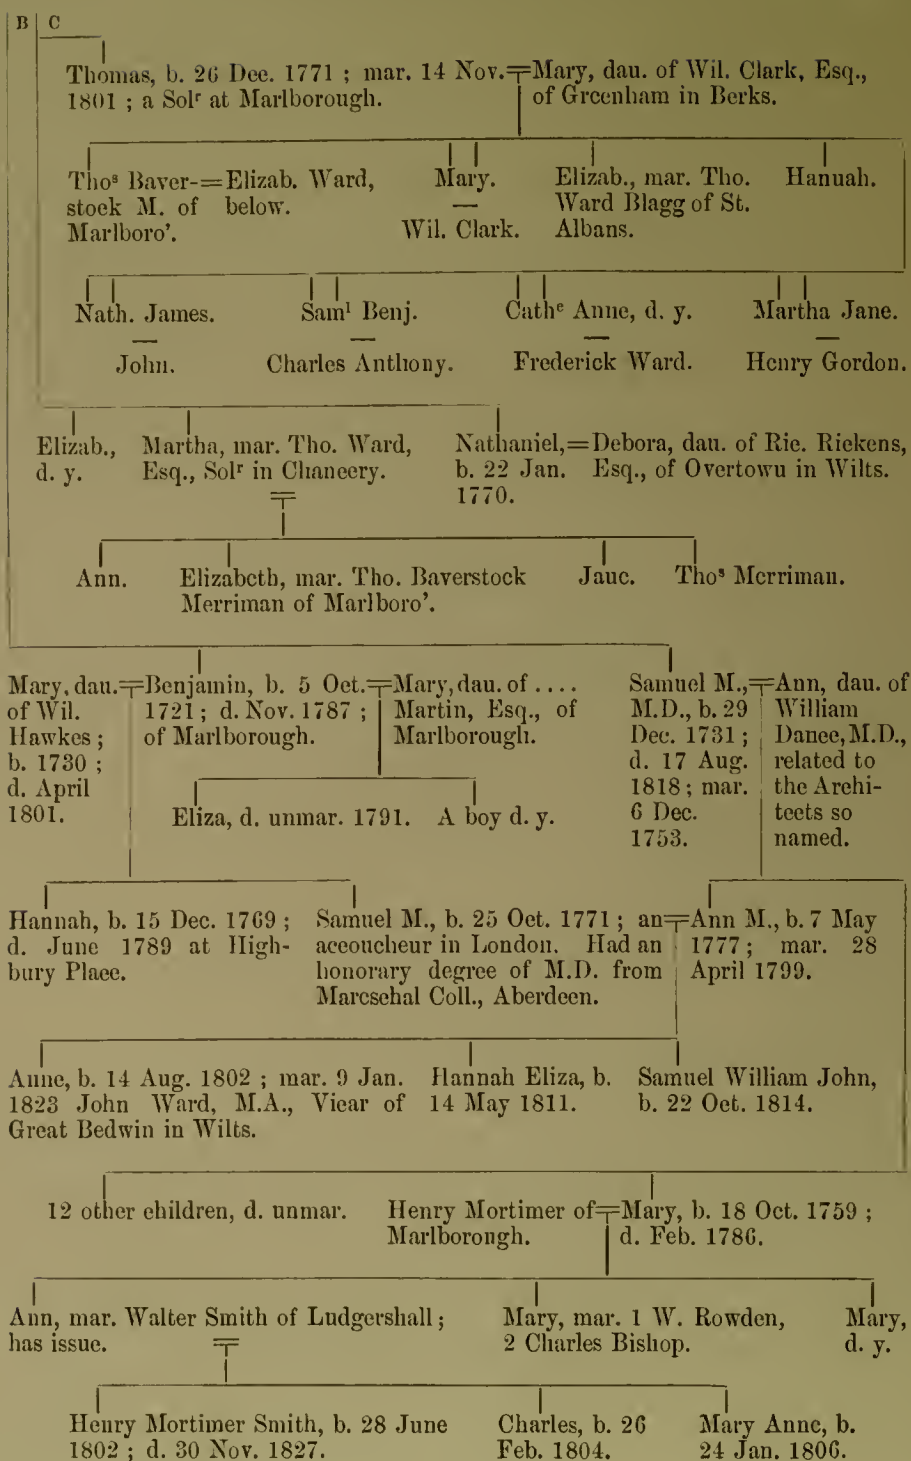 B C
Thomas, b. 26 Dec. 1771 ; mar. 14 Nov.=Mary, dau. of Wil. Clark, Esq.,
1801 ; a Solʳ at Marlborough. of Greenham in Berks.
Thoˢ Baver-=Elizab. Ward, Mary. Elizab., mar. Tho. Hannah.
stock M. of below. — Ward Blagg of St.
Marlboro’. Wil. Clark. Albans.
Nath. James. Samˡ Benj. Cathᵉ Anne, d. y. Martha Jane.
— — — —
John. Charles Anthony. Frederick Ward. Henry Gordon.
Elizab., Martha, mar. Tho. Ward, Nathaniel,=Debora, dau. of Ric. Rickens,
d. y. Esq., Solʳ in Chancery. b. 22 Jan. Esq., of Overtown in Wilts.
1770.
Ann. Elizabeth, mar. Tho. Baverstock Jane. Thoˢ Merriman.
Merriman of Marlboro’.
Mary, dau.=Benjamin, b. 5 Oct.=Mary, dau. of .... Samuel M.,=Ann, dau. of
of Wil. 1721 ; d. Nov. 1787 ; Martin, Esq., of M.D., b. 29 William
Hawkes ; of Marlborough. Marlborough. Dec. 1731 ; Dance, M.D.,
b. 1730 ; d. 17 Aug. related to
d. April 1818 ; mar. the Archi-
1801. Eliza, d. unmar. 1791. A boy d. y. 6 Dec. tects so
1753. named.
Hannah, b. 15 Dec. 1769 ; Samuel M., b. 25 Oct. 1771 ; an=Ann M., b. 7 May
d. June 1789 at High- accoucheur in London. Had an 1777 ; mar. 28
bury Place. honorary degree of M.D. from April 1799.
Mareschal Coll., Aberdeen.
Anne, b. 14 Aug. 1802 ; mar. 9 Jan. Hannah Eliza, b. Samuel William John,
1823 John Ward, M.A., Vicar of 14 May 1811. b. 22 Oct. 1814.
Great Bedwin in Wilts.
12 other children, d. unmar. Henry Mortimer of=Mary, b. 18 Oct. 1759 ;
Marlborough. d. Feb. 1786.
Ann, mar. Walter Smith of Ludgershall ; Mary, mar. 1 W. Rowden, Mary,
has issue. 2 Charles Bishop. d. y.
Henry Mortimer Smith, b. 28 June Charles, b. 26 Mary Anne, b.
1802 ; d. 30 Nov. 1827. Feb. 1804. 24 Jan. 1806.